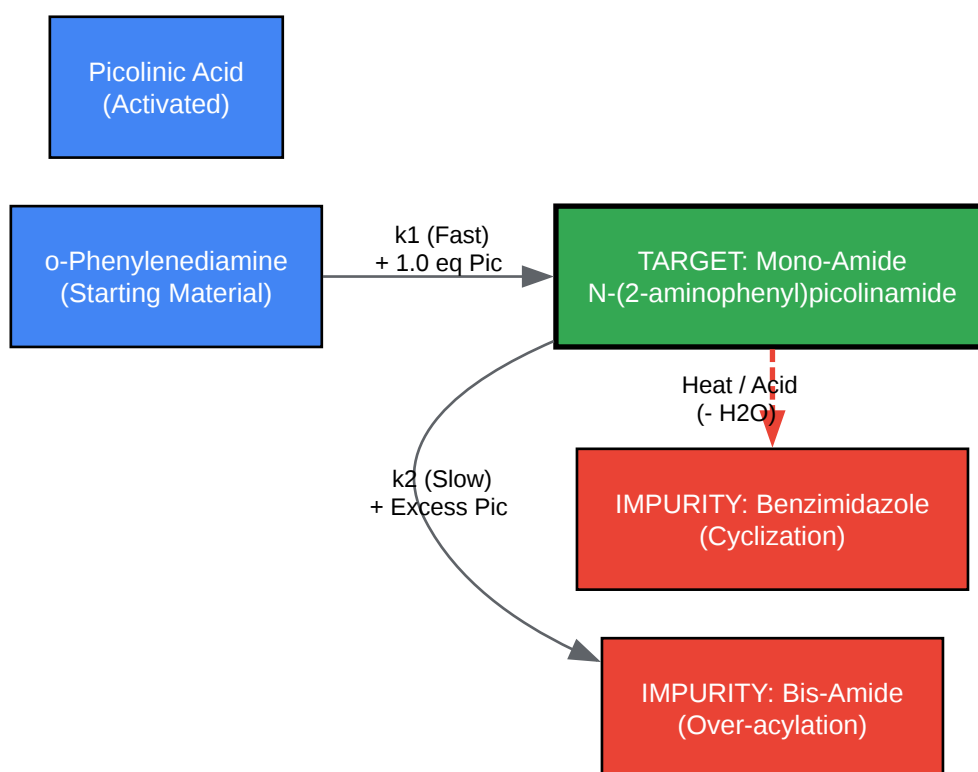 Picolinic Acid
(Activated)
o-Phenylenediamine
(Starting Material)
k1 (Fast)
+ 1.0 eq Pic
TARGET: Mono-Amide
N-(2-aminophenyl)picolinamide
Heat / Acid
(- H2O)
k2 (Slow)
+ Excess Pic
IMPURITY: Benzimidazole
(Cyclization)
IMPURITY: Bis-Amide
(Over-acylation)